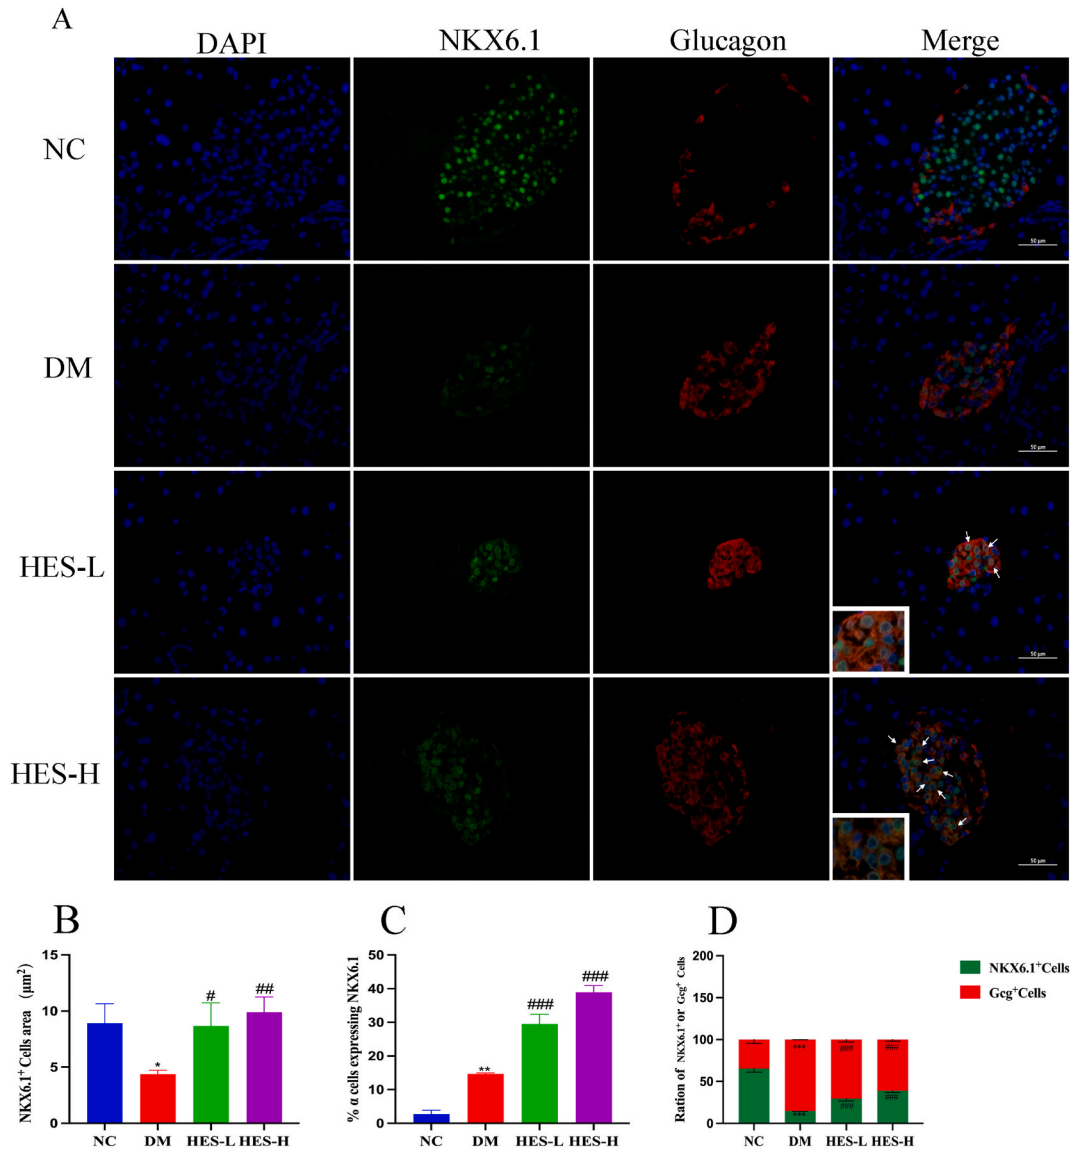 A
DAPI NKX6.1 Glucagon Merge
NC
50 μm
DM
50 μm
HES-L
50 μm
HES-H
50 μm
B
NKX6.1+ Cells area (μm2)
15
10
5
0
*
#
##
NC DM HES-L HES-H
C
% α cells expressing NKX6.1
50
40
30
20
10
0
**
###
###
NC DM HES-L HES-H
D
Ration of NKX6.1+ or Gcg+ Cells
200
150
100
50
0
*** ### ###
*** ### ###
NC DM HES-L HES-H
NKX6.1+Cells
Gcg+Cells